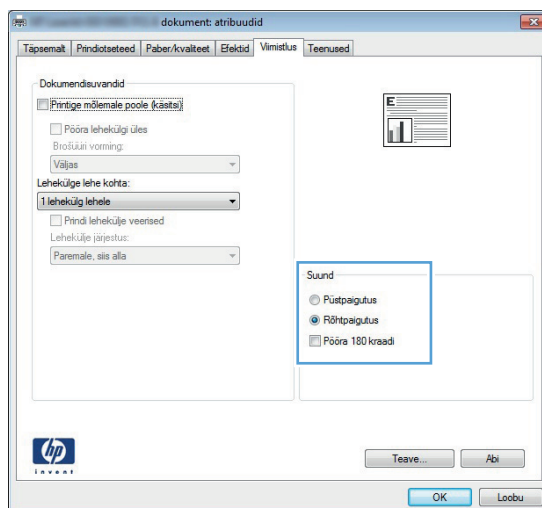 dokument: atribuudid
Täpsemalt Prindotseteed Paber/kvaliteet Efektid Viimistlus Teenused
Dokumendisuvandid
Printige mõlemale poole (käsitsi)
Pööra lehekülgi üles
Brošüüri vorming:
Väljas
Lehekülge lehe kohta:
1 lehekülg lehele
Prindi lehekülje veerised
Lehekülje järjestus:
Paremale, siis alla
E
Suund
Püstpaigutus
Rõhtpaigutus
Pööra 180 kraadi
hp
invent
Teave... Abi
OK Loobu